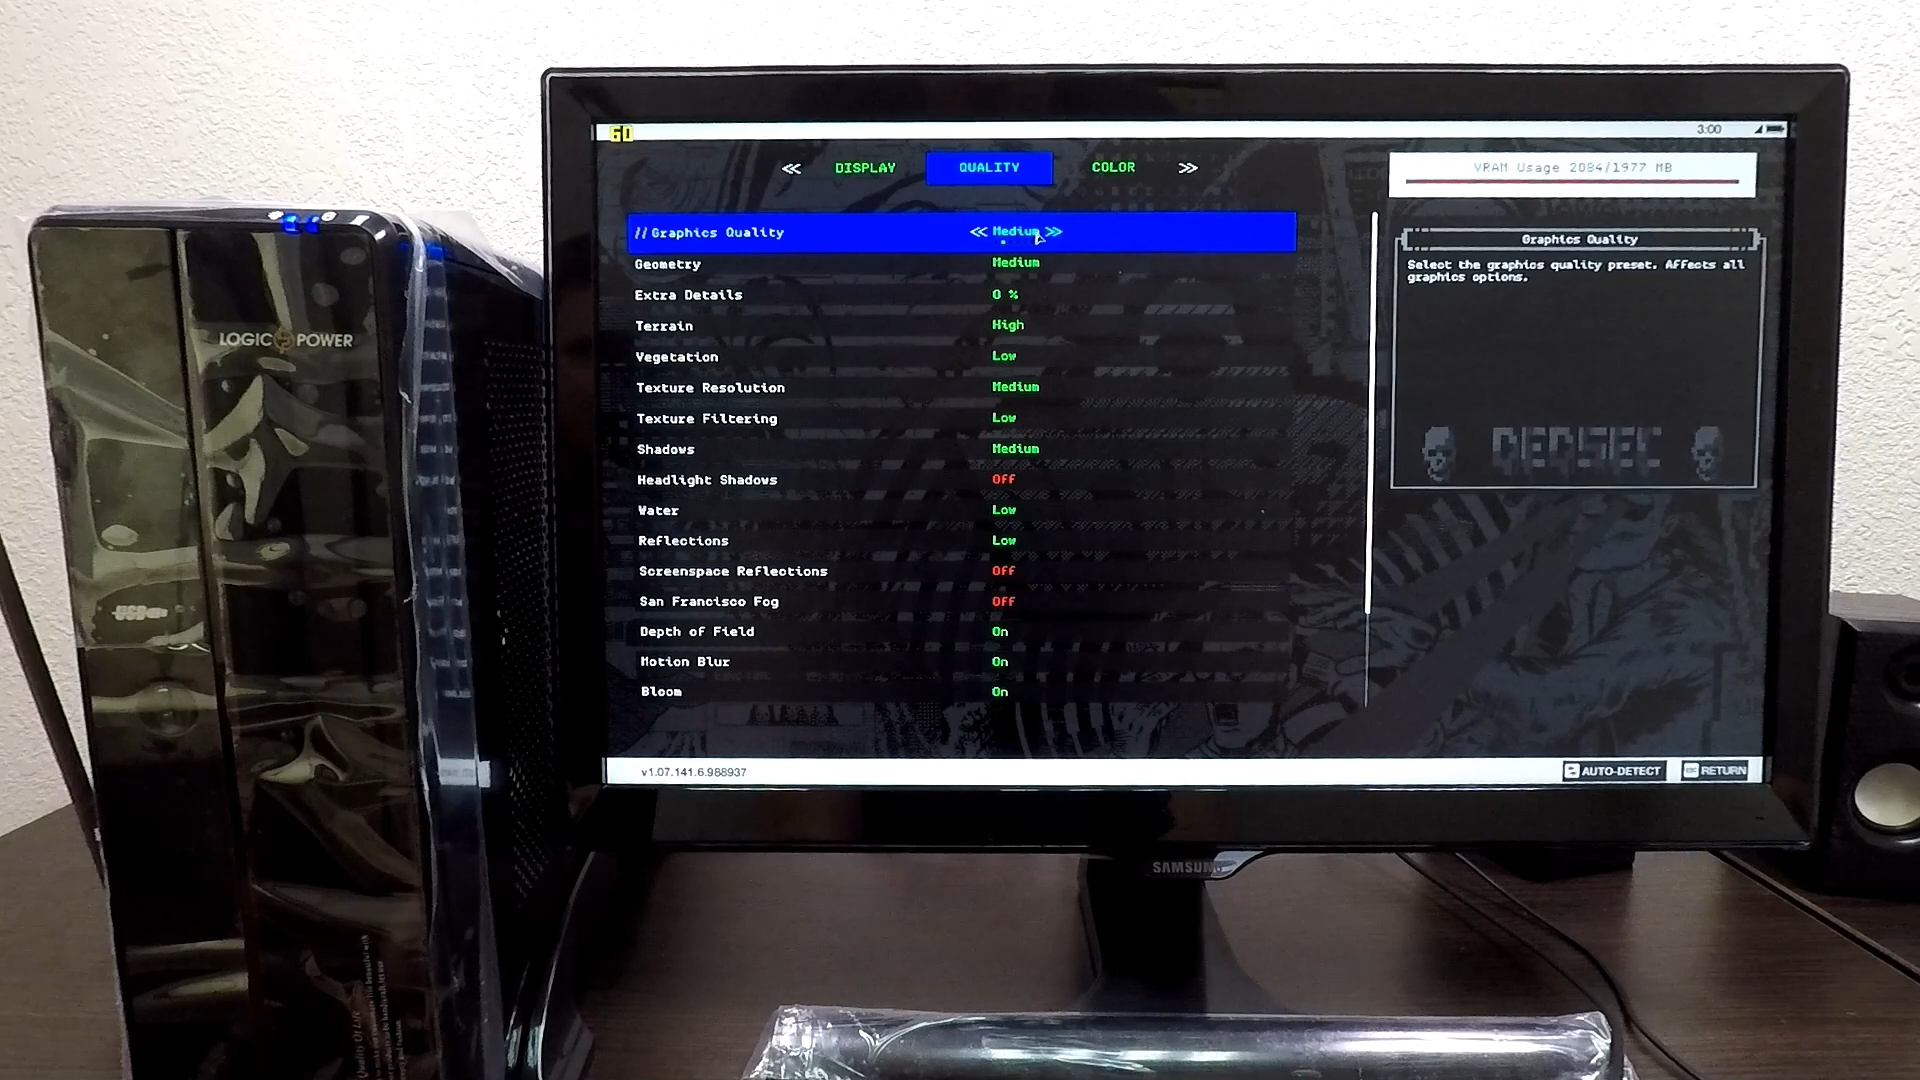 60
3:00
DISPLAY QUALITY COLOR
VRAM Usage 2084/1977 MB
// Graphics Quality Medium
Geometry Medium
Extra Details 0 %
Terrain High
Vegetation Low
Texture Resolution Medium
Texture Filtering Low
Shadows Medium
Headlight Shadows Off
Water Low
Reflections Low
Screenspace Reflections Off
San Francisco Fog Off
Depth of Field On
Motion Blur On
Bloom On
Graphics Quality
Select the graphics quality preset. Affects all
graphics options.
DEDSEC
v1.07.141.6.988937
AUTO-DETECT RETURN
LOGIC POWER
USB
SAMSUNG
Quality Of Life